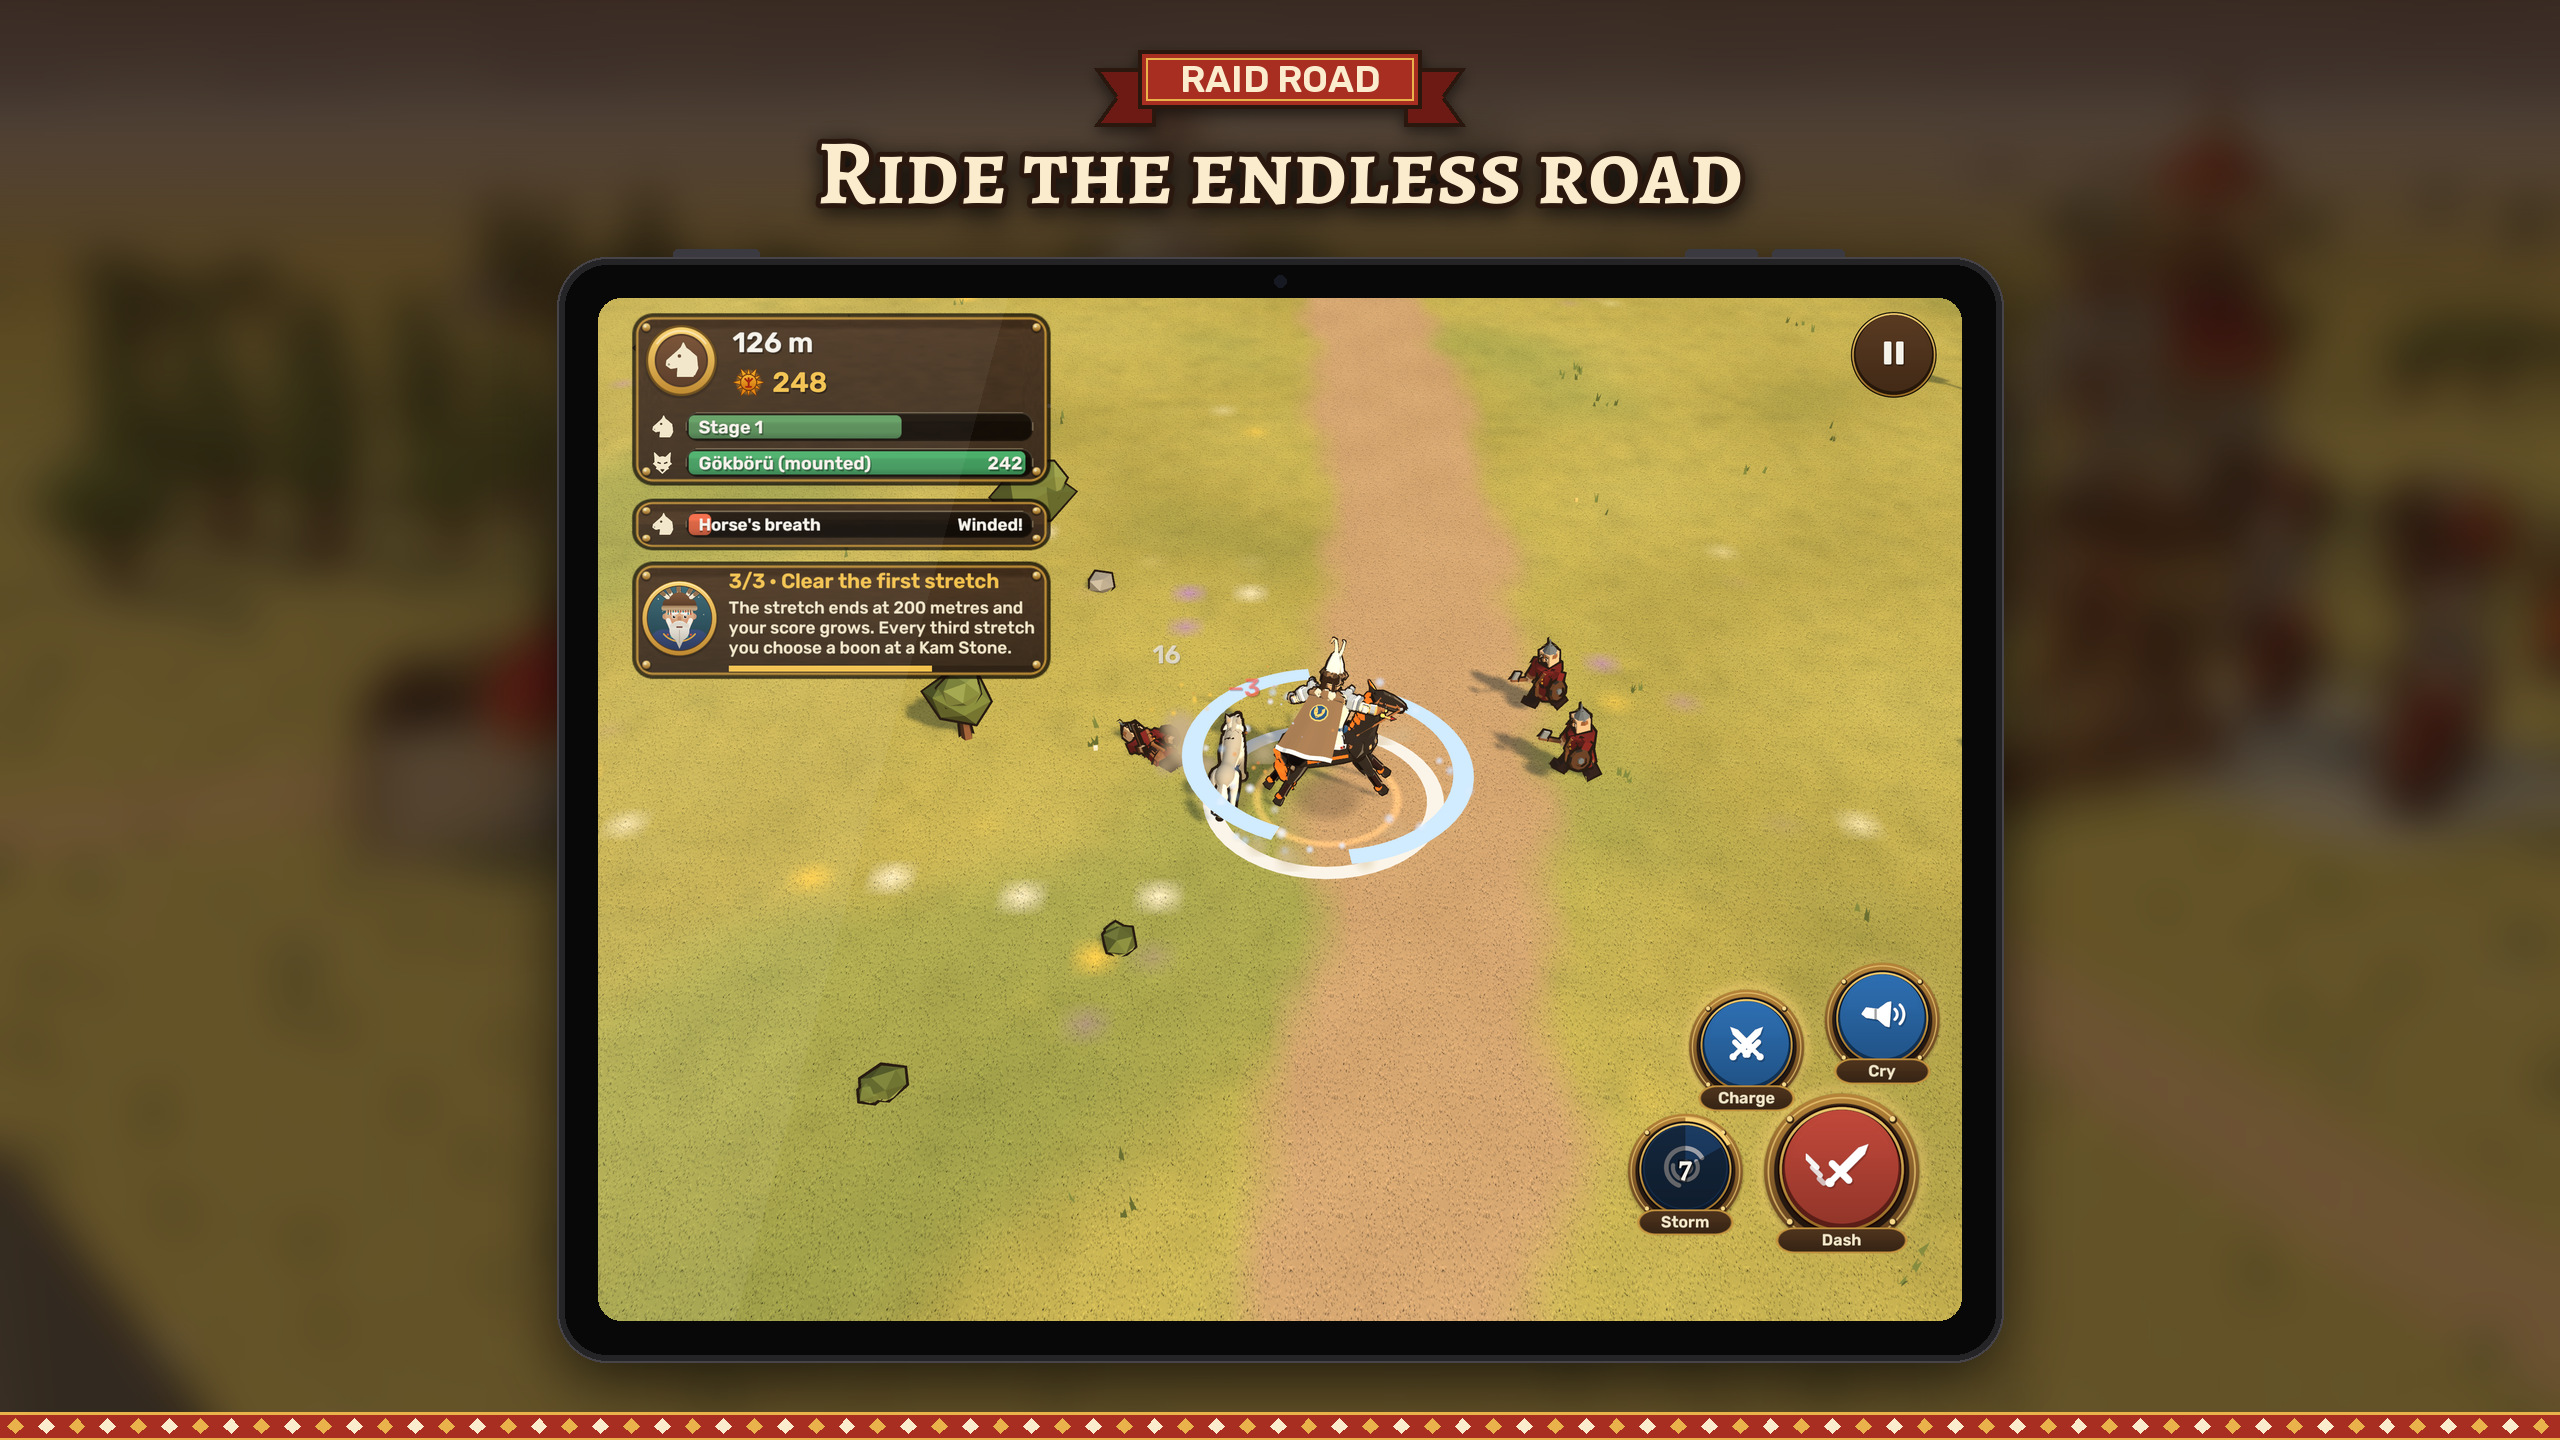 RAID ROAD
RIDE THE ENDLESS ROAD
126 m
248
Stage 1
Gökbörü (mounted) 242
Horse's breath Winded!
3/3 • Clear the first stretch
The stretch ends at 200 metres and
your score grows. Every third stretch
you choose a boon at a Kam Stone.
16
-3
Cry
Charge
7
Storm
Dash